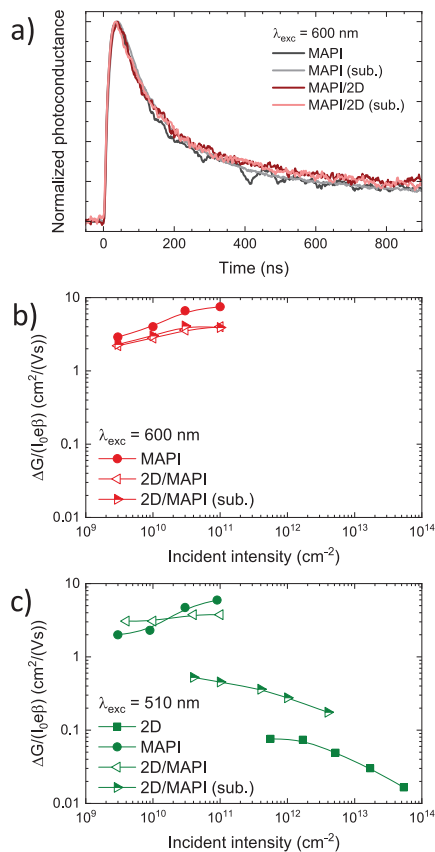 a)
λexc = 600 nm
MAPI
MAPI (sub.)
MAPI/2D
MAPI/2D (sub.)
Normalized photoconductance
0 200 400 600 800
Time (ns)
b)
ΔG/(I₀eβ) (cm²/(Vs))
10
1
0.1
0.01
λexc = 600 nm
MAPI
2D/MAPI
2D/MAPI (sub.)
10⁹ 10¹⁰ 10¹¹ 10¹² 10¹³ 10¹⁴
Incident intensity (cm⁻²)
c)
ΔG/(I₀eβ) (cm²/(Vs))
10
1
0.1
0.01
λexc = 510 nm
2D
MAPI
2D/MAPI
2D/MAPI (sub.)
10⁹ 10¹⁰ 10¹¹ 10¹² 10¹³ 10¹⁴
Incident intensity (cm⁻²)